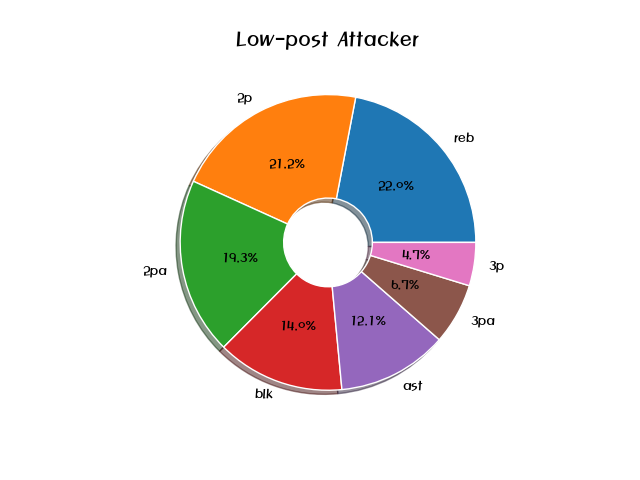 Low-post Attacker
2p
reb
21.2%
22.0%
19.3%
4.7%
3p
2pa
6.7%
14.0%
12.1%
3pa
ast
blk